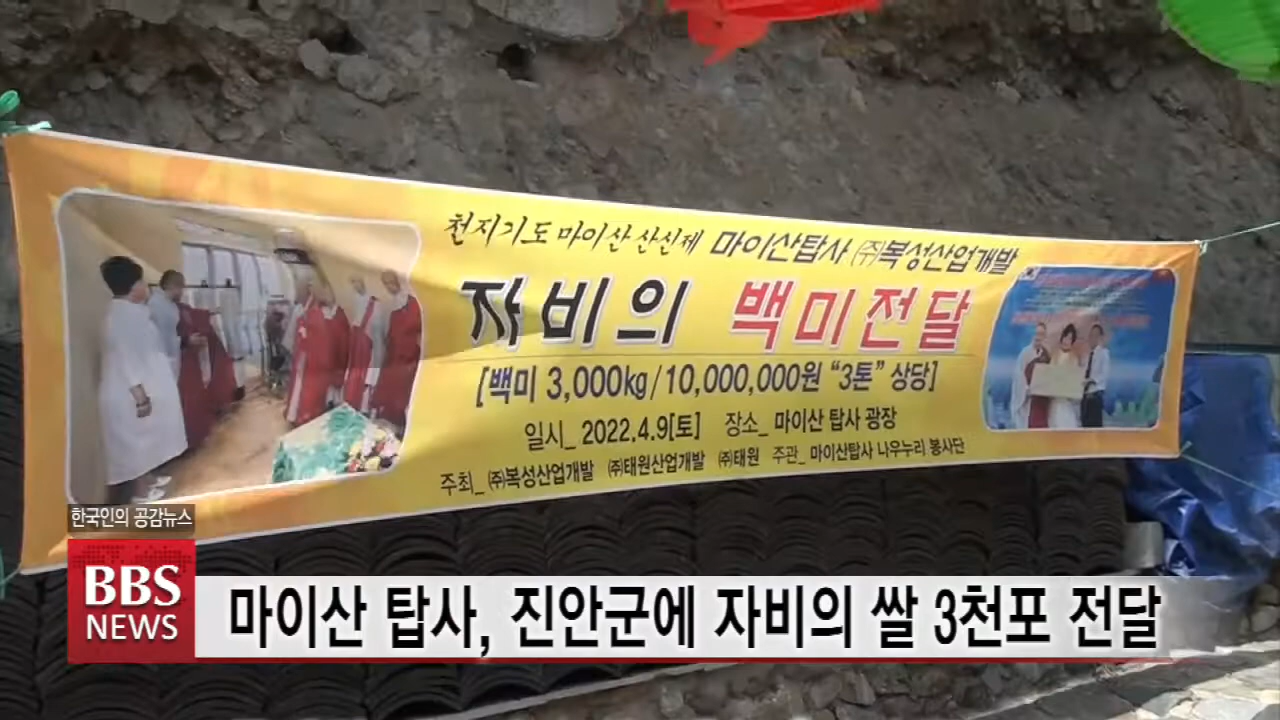 천지기도 마이산 산신제 마이산탑사 ㈜복성산업개발
자비의 백미전달
[백미 3,000kg/10,000,000원 “3톤” 상당]
일시_ 2022.4.9[토] 장소_ 마이산 탑사 광장
주최_ ㈜복성산업개발 ㈜태원산업개발 ㈜태원 주관_ 마이산탑사 나우누리 봉사단
한국인의 공감뉴스
BBS
NEWS
마이산 탑사, 진안군에 자비의 쌀 3천포 전달